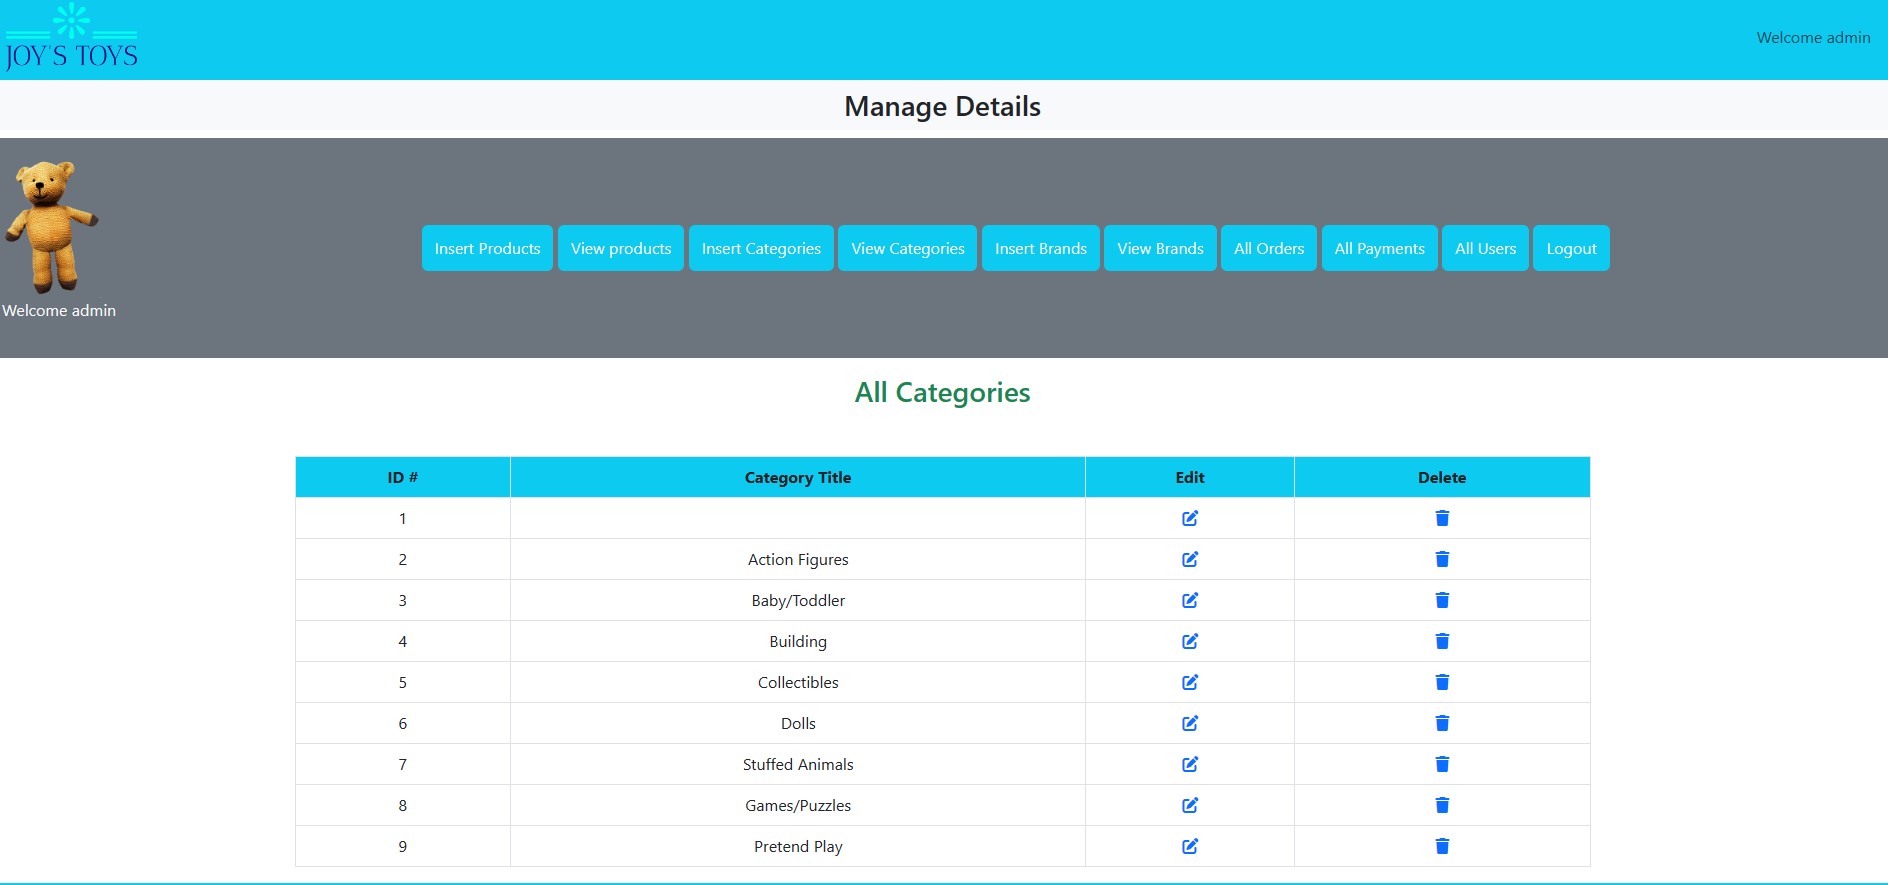 JOY'S TOYS
Welcome admin
Manage Details
Welcome admin
Insert Products View products Insert Categories View Categories Insert Brands View Brands All Orders All Payments All Users Logout
All Categories
ID # Category Title Edit Delete
1
2 Action Figures
3 Baby/Toddler
4 Building
5 Collectibles
6 Dolls
7 Stuffed Animals
8 Games/Puzzles
9 Pretend Play